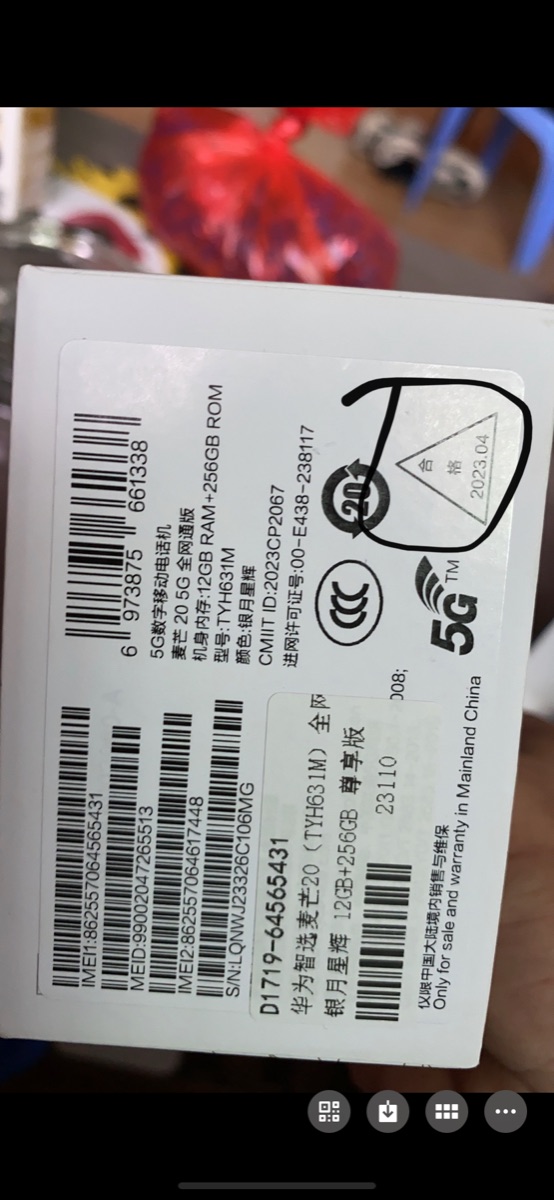 6 973875 661338
5G数字移动电话机
麦芒 20 5G 全网通版
机身内存:12GB RAM+256GB ROM
型号:TYH631M
颜色:银月星辉
CMIIT ID:2023CP2067
进网许可证号:00-E438-238117
20
CCC
5G TM
合
格
2023.04
IMEI1:862557064565431
MEID:99002047265513
IMEI2:862557064617448
S/N:LQNWJ23326C106MG
D1719-64565431
华为智选麦芒20（TYH631M）全网
银月星辉 12GB+256GB 尊享版
23110
008;
仅限中国大陆境内销售与维保
Only for sale and warranty in Mainland China